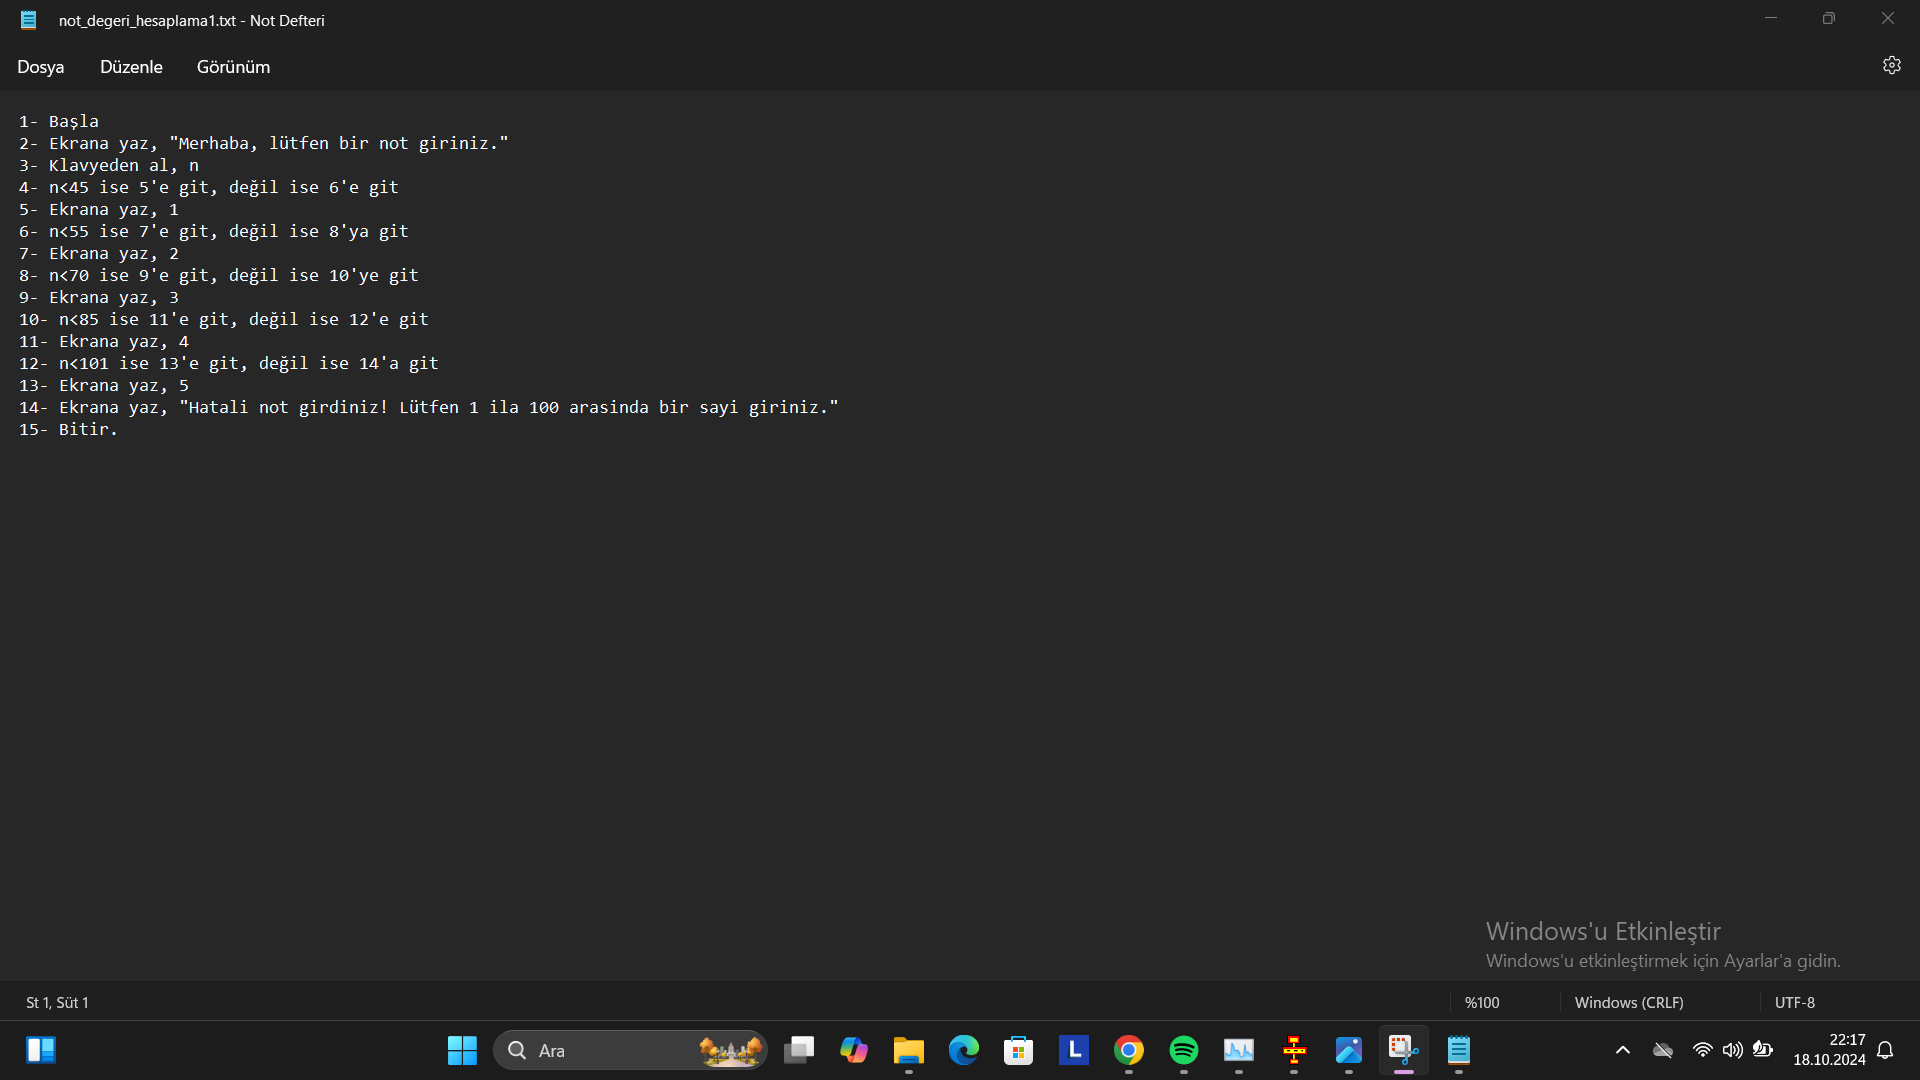 not_degeri_hesaplama1.txt - Not Defteri
Dosya Düzenle Görünüm
1- Başla
2- Ekrana yaz, "Merhaba, lütfen bir not giriniz."
3- Klavyeden al, n
4- n<45 ise 5'e git, değil ise 6'e git
5- Ekrana yaz, 1
6- n<55 ise 7'e git, değil ise 8'ya git
7- Ekrana yaz, 2
8- n<70 ise 9'e git, değil ise 10'ye git
9- Ekrana yaz, 3
10- n<85 ise 11'e git, değil ise 12'e git
11- Ekrana yaz, 4
12- n<101 ise 13'e git, değil ise 14'a git
13- Ekrana yaz, 5
14- Ekrana yaz, "Hatali not girdiniz! Lütfen 1 ila 100 arasinda bir sayi giriniz."
15- Bitir.
Windows'u Etkinleştir
Windows'u etkinleştirmek için Ayarlar'a gidin.
St 1, Süt 1 %100 Windows (CRLF) UTF-8
Ara L 22:17
18.10.2024